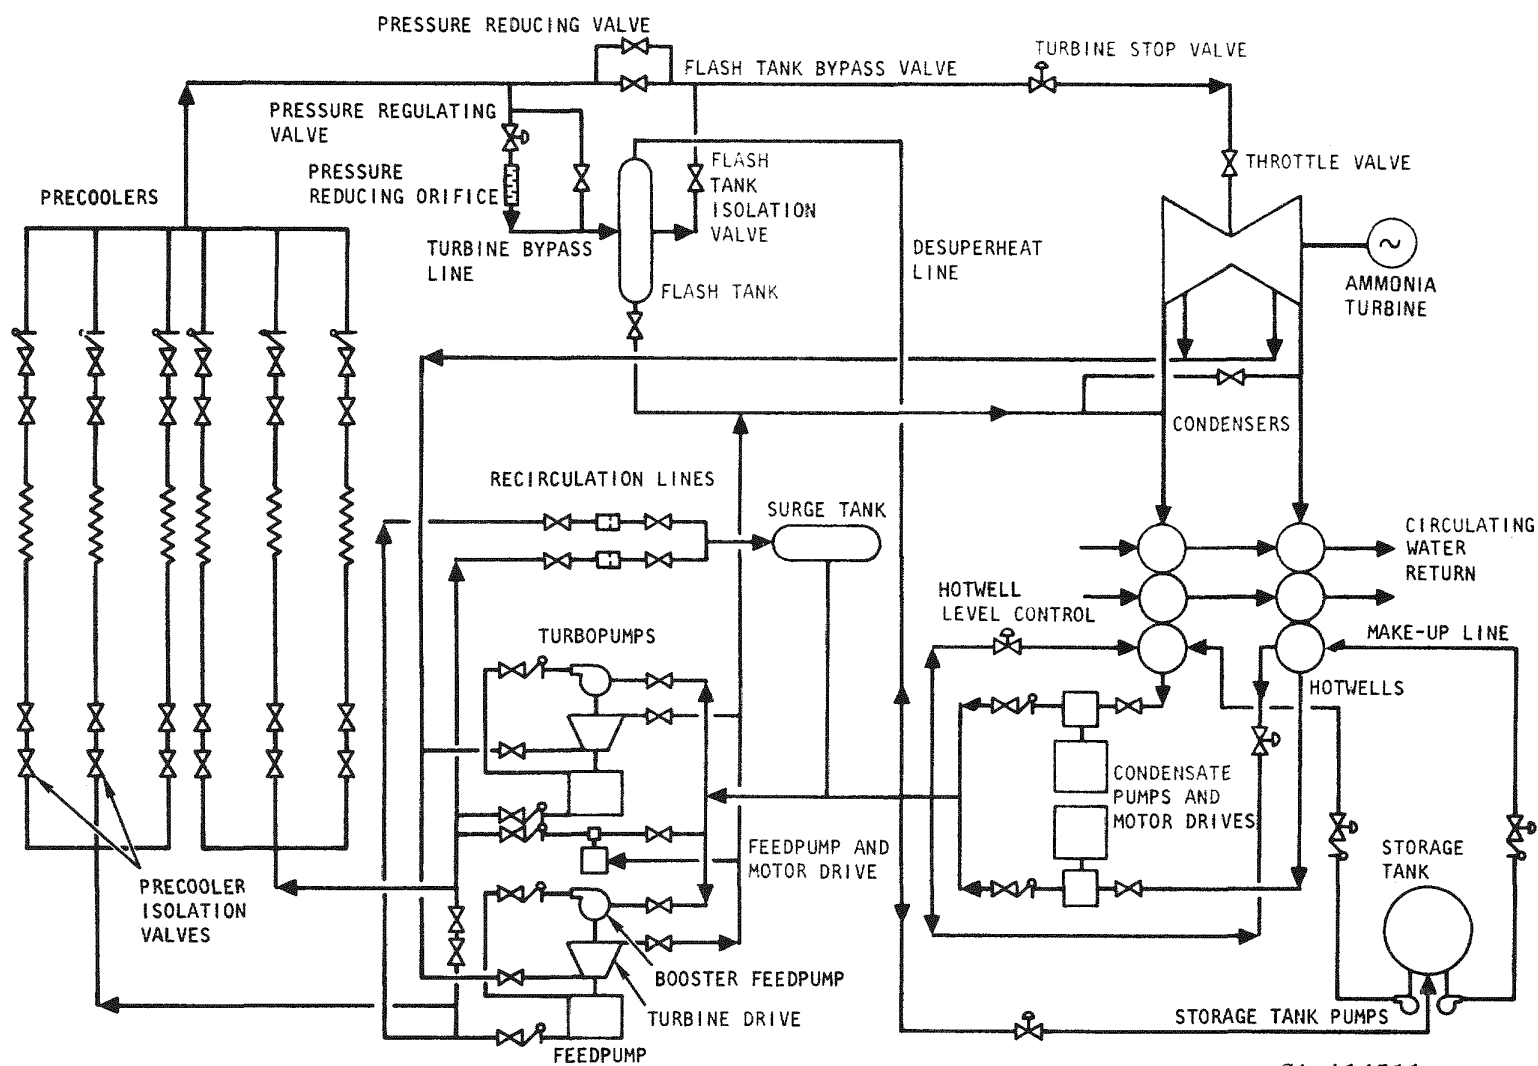 PRESSURE REDUCING VALVE
TURBINE STOP VALVE
FLASH TANK BYPASS VALVE
PRESSURE REGULATING
VALVE
THROTTLE VALVE
FLASH
TANK
ISOLATION
VALVE
PRESSURE
REDUCING ORIFICE
PRECOOLERS
TURBINE BYPASS
LINE
DESUPERHEAT
LINE
~
AMMONIA
TURBINE
FLASH TANK
CONDENSERS
RECIRCULATION LINES
SURGE TANK
CIRCULATING
WATER
RETURN
HOTWELL
LEVEL CONTROL
TURBOPUMPS
MAKE-UP LINE
HOTWELLS
CONDENSATE
PUMPS AND
MOTOR DRIVES
FEEDPUMP AND
MOTOR DRIVE
STORAGE
TANK
PRECOOLER
ISOLATION
VALVES
BOOSTER FEEDPUMP
TURBINE DRIVE
STORAGE TANK PUMPS
FEEDPUMP